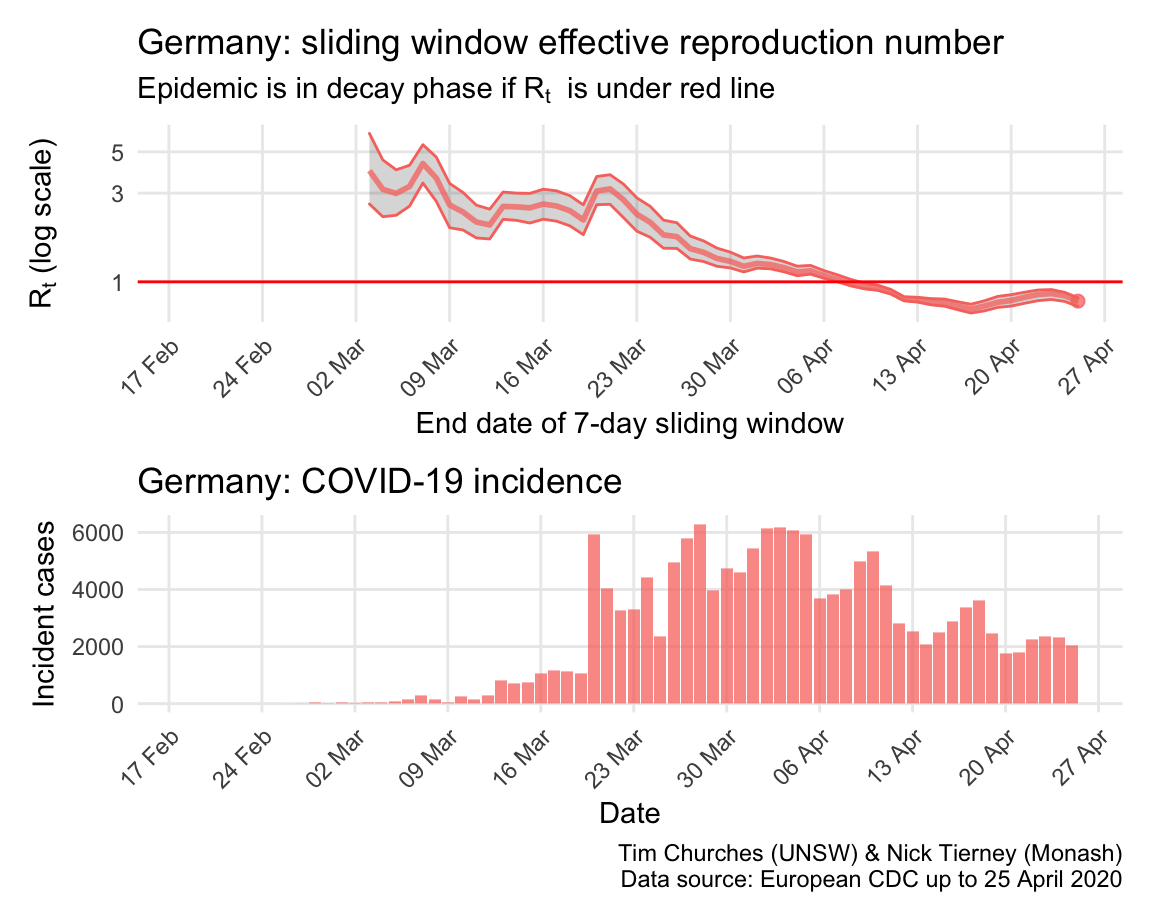 Germany: sliding window effective reproduction number
Epidemic is in decay phase if Rt is under red line
Rt (log scale)
5
3
1
17 Feb
24 Feb
02 Mar
09 Mar
16 Mar
23 Mar
30 Mar
06 Apr
13 Apr
20 Apr
27 Apr
End date of 7-day sliding window
Germany: COVID-19 incidence
Incident cases
6000
4000
2000
0
17 Feb
24 Feb
02 Mar
09 Mar
16 Mar
23 Mar
30 Mar
06 Apr
13 Apr
20 Apr
27 Apr
Date
Tim Churches (UNSW) & Nick Tierney (Monash)
Data source: European CDC up to 25 April 2020